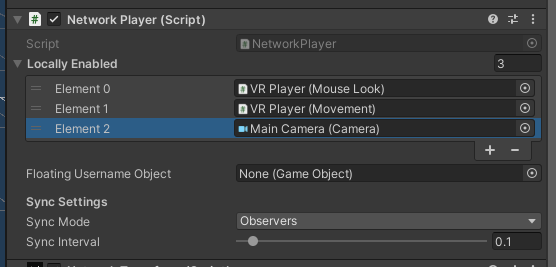 Network Player (Script)
Script NetworkPlayer
Locally Enabled 3
Element 0 VR Player (Mouse Look)
Element 1 VR Player (Movement)
Element 2 Main Camera (Camera)
Floating Username Object None (Game Object)
Sync Settings
Sync Mode Observers
Sync Interval 0.1